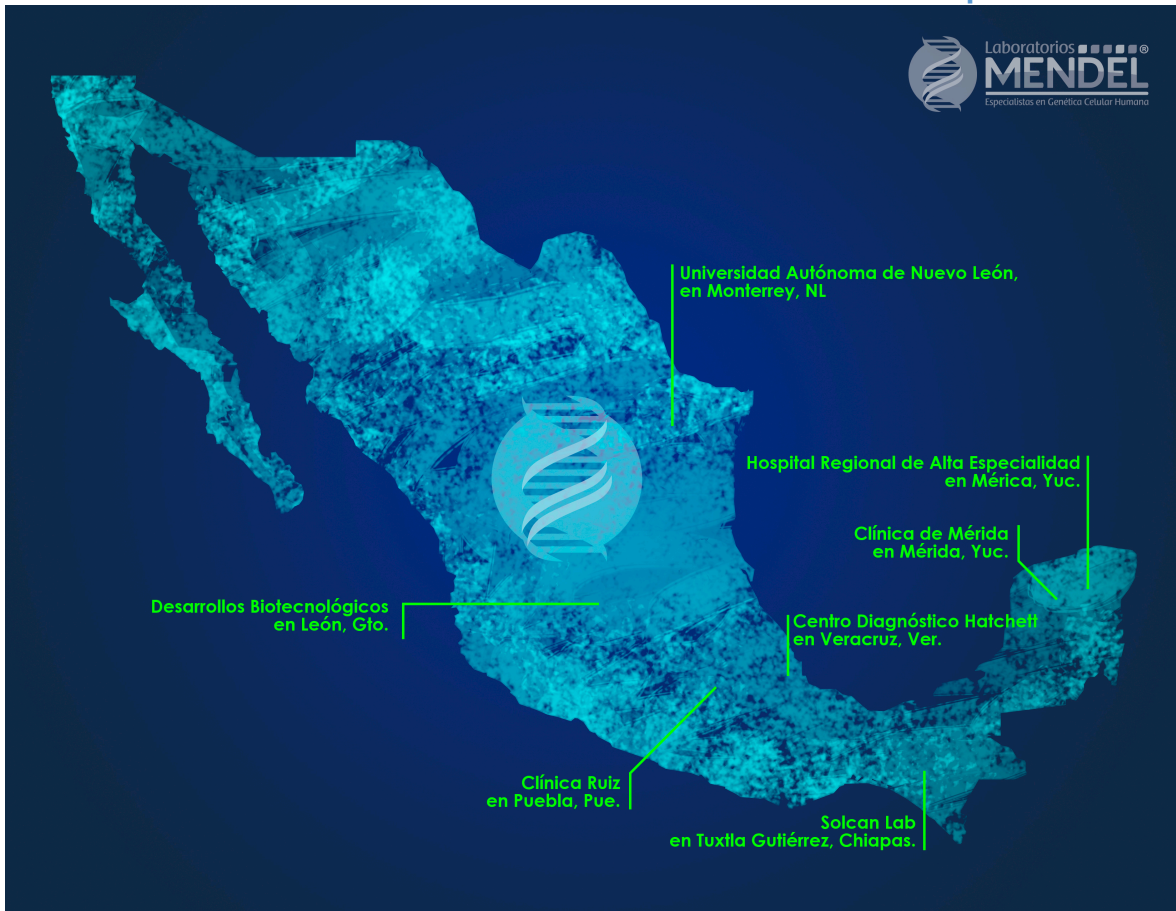 Laboratorios ®
MENDEL
Especialistas en Genética Celular Humana
Universidad Autónoma de Nuevo León,
en Monterrey, NL
Hospital Regional de Alta Especialidad
en Mérica, Yuc.
Clínica de Mérida
en Mérida, Yuc.
Desarrollos Biotecnológicos
en León, Gto.
Centro Diagnóstico Hatchett
en Veracruz, Ver.
Clínica Ruiz
en Puebla, Pue.
Solcan Lab
en Tuxtla Gutiérrez, Chiapas.